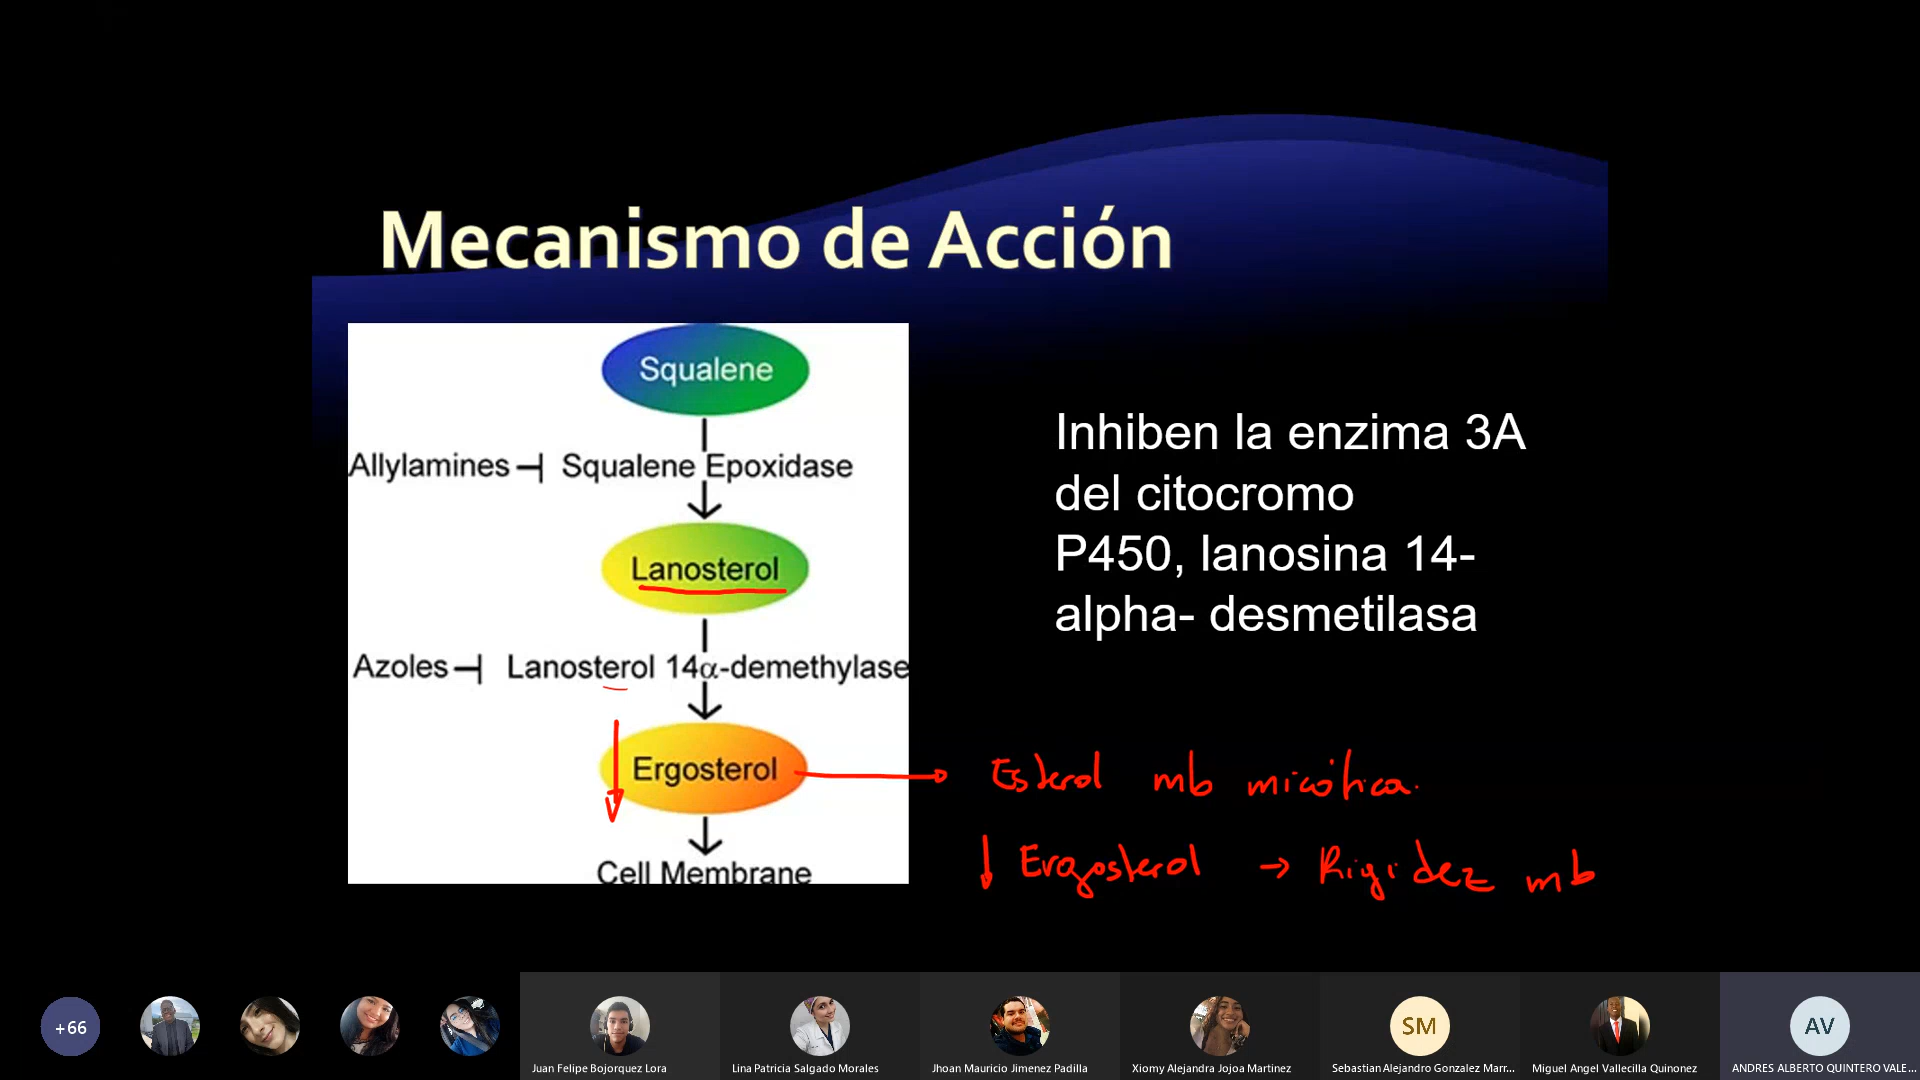 Mecanismo de Acción
Squalene
Allylamines ⊣ Squalene Epoxidase
Lanosterol
Azoles ⊣ Lanosterol 14α-demethylase
Ergosterol
Cell Membrane
Inhiben la enzima 3A
del citocromo
P450, lanosina 14-
alpha- desmetilasa
→ Esterol mb micótica.
↓ Ergosterol → Rigidez mb
+66
Juan Felipe Bojorquez Lora
Lina Patricia Salgado Morales
Jhoan Mauricio Jimenez Padilla
Xiomy Alejandra Jojoa Martinez
SM
Sebastian Alejandro Gonzalez Marr...
Miguel Angel Vallecilla Quinonez
AV
ANDRES ALBERTO QUINTERO VALE...